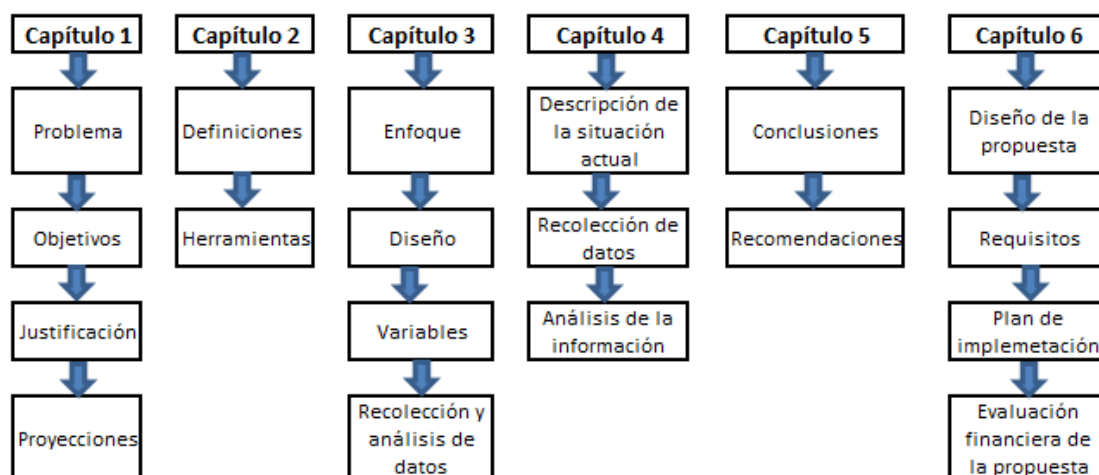 Capítulo 1
Problema
Objetivos
Justificación
Proyecciones
Capítulo 2
Definiciones
Herramientas
Capítulo 3
Enfoque
Diseño
Variables
Recolección y
análisis de
datos
Capítulo 4
Descripción de
la situación
actual
Recolección de
datos
Análisis de la
información
Capítulo 5
Conclusiones
Recomendaciones
Capítulo 6
Diseño de la
propuesta
Requisitos
Plan de
implemetación
Evaluación
financiera de
la propuesta